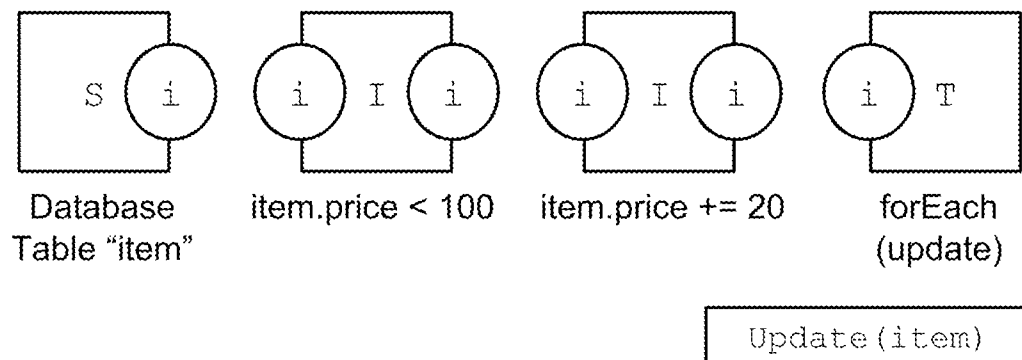 S i i I i i I i i T
Database item.price < 100 item.price += 20 forEach
Table “item” (update)
Update(item)